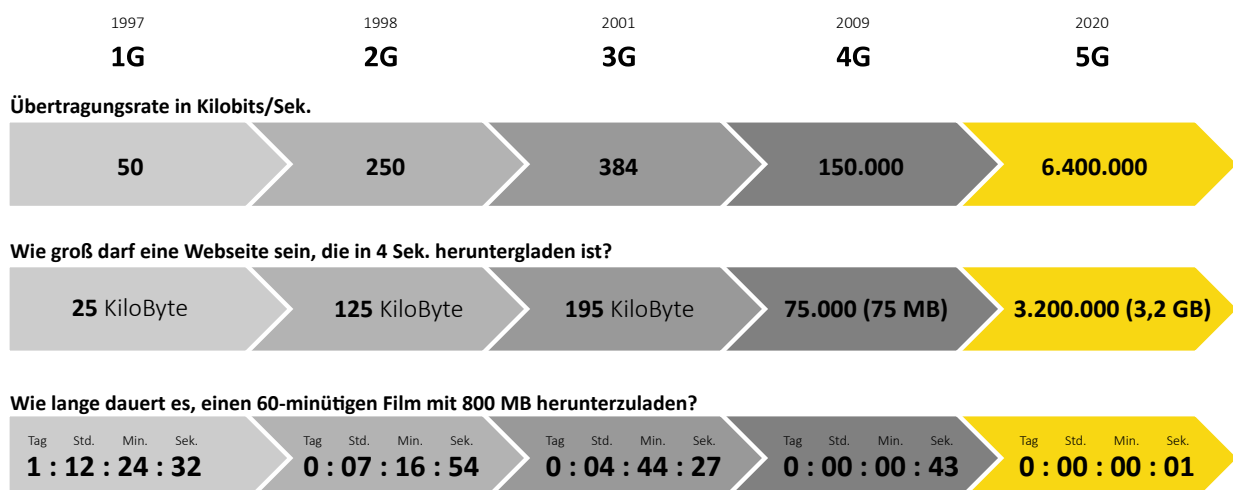 1997 1998 2001 2009 2020
1G 2G 3G 4G 5G
Übertragungsrate in Kilobits/Sek.
50 250 384 150.000 6.400.000
Wie groß darf eine Webseite sein, die in 4 Sek. heruntergladen ist?
25 KiloByte 125 KiloByte 195 KiloByte 75.000 (75 MB) 3.200.000 (3,2 GB)
Wie lange dauert es, einen 60-minütigen Film mit 800 MB herunterzuladen?
Tag Std. Min. Sek. Tag Std. Min. Sek. Tag Std. Min. Sek. Tag Std. Min. Sek. Tag Std. Min. Sek.
1 : 12 : 24 : 32 0 : 07 : 16 : 54 0 : 04 : 44 : 27 0 : 00 : 00 : 43 0 : 00 : 00 : 01